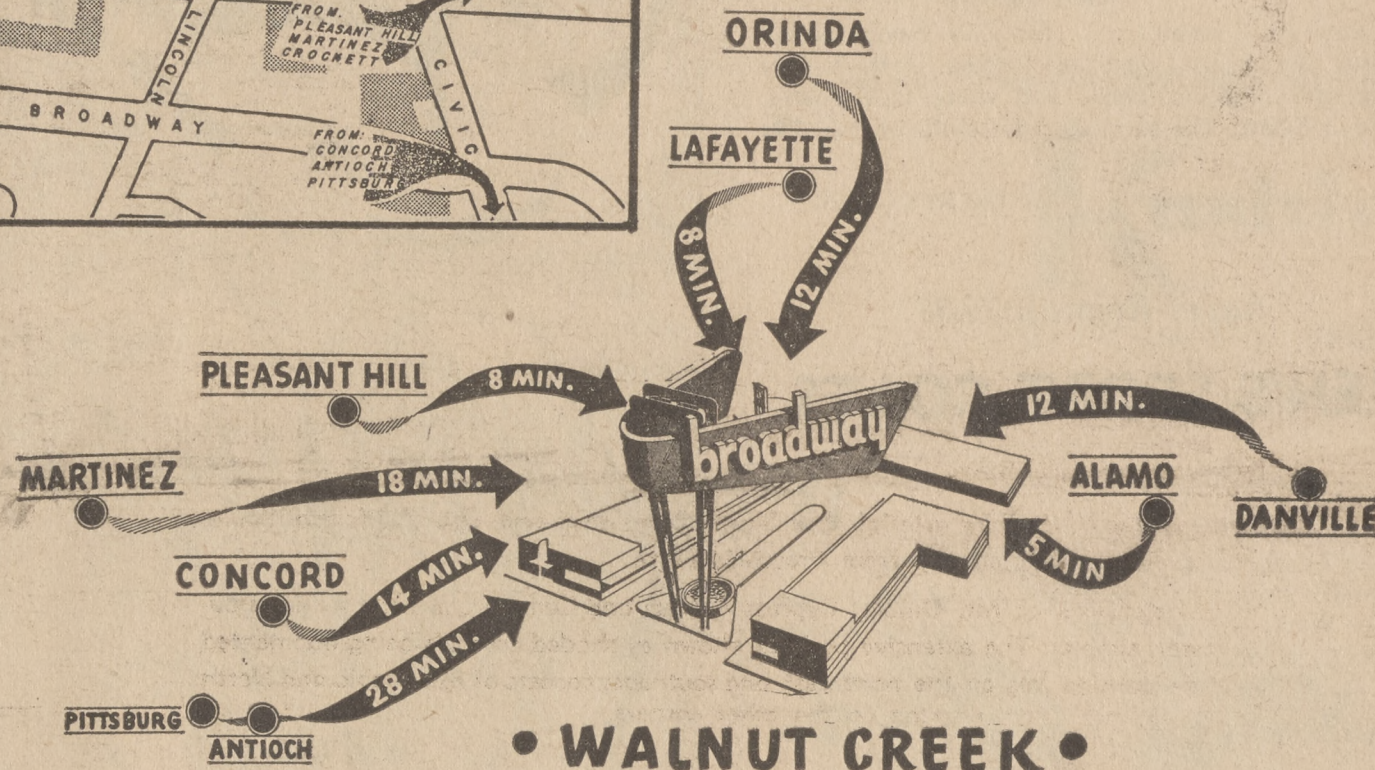 FROM:
PLEASANT HILL
MARTINEZ
CROCKETT
LINCOLN
CIVIC
BROADWAY
FROM:
CONCORD
ANTIOCH
PITTSBURG
ORINDA
LAFAYETTE
8 MIN.
12 MIN.
PLEASANT HILL
8 MIN.
12 MIN.
broadway
MARTINEZ
18 MIN.
ALAMO
DANVILLE
5 MIN
CONCORD
14 MIN.
28 MIN.
PITTSBURG
ANTIOCH
• WALNUT CREEK •